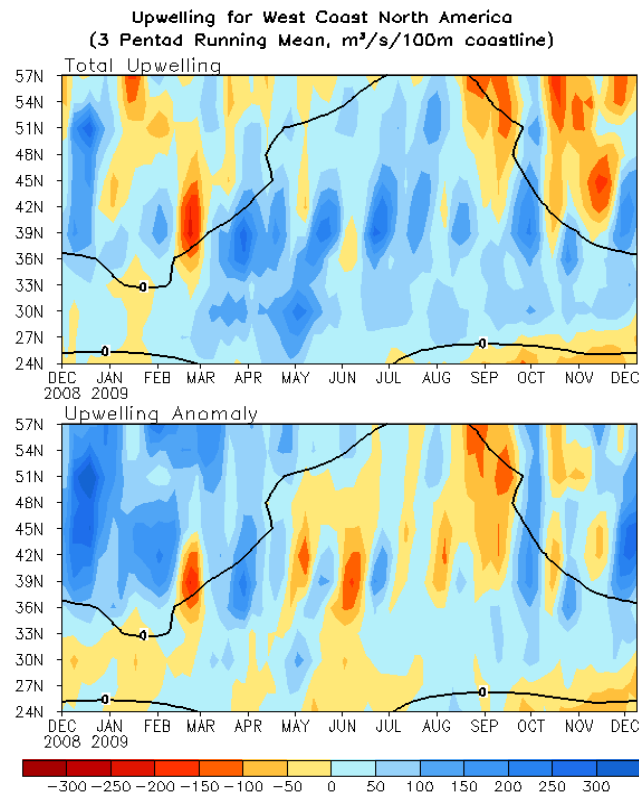 Upwelling for West Coast North America
(3 Pentad Running Mean, m³/s/100m coastline)
Total Upwelling
57N
54N
51N
48N
45N
42N
39N
36N
33N
30N
27N
24N
0
0
0
DEC JAN FEB MAR APR MAY JUN JUL AUG SEP OCT NOV DEC
2008 2009
Upwelling Anomaly
57N
54N
51N
48N
45N
42N
39N
36N
33N
30N
27N
24N
0
0
0
DEC JAN FEB MAR APR MAY JUN JUL AUG SEP OCT NOV DEC
2008 2009
-300 -250 -200 -150 -100 -50 0 50 100 150 200 250 300